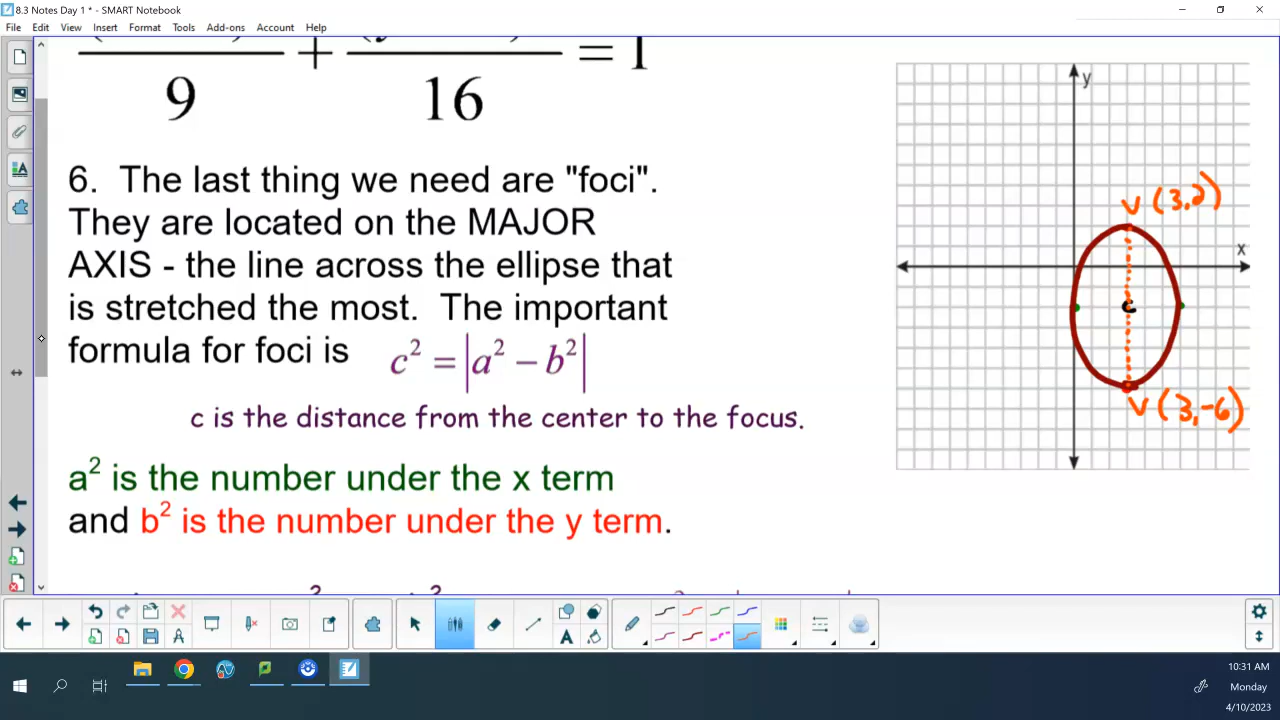 8.3 Notes Day 1 * - SMART Notebook
File Edit View Insert Format Tools Add-ons Account Help
+ = 1
9 16
6. The last thing we need are "foci".
They are located on the MAJOR
AXIS - the line across the ellipse that
is stretched the most. The important
formula for foci is c² = |a² − b²|
c is the distance from the center to the focus.
a² is the number under the x term
and b² is the number under the y term.
y
V (3,2)
x
c
V (3,-6)
10:31 AM
Monday
4/10/2023